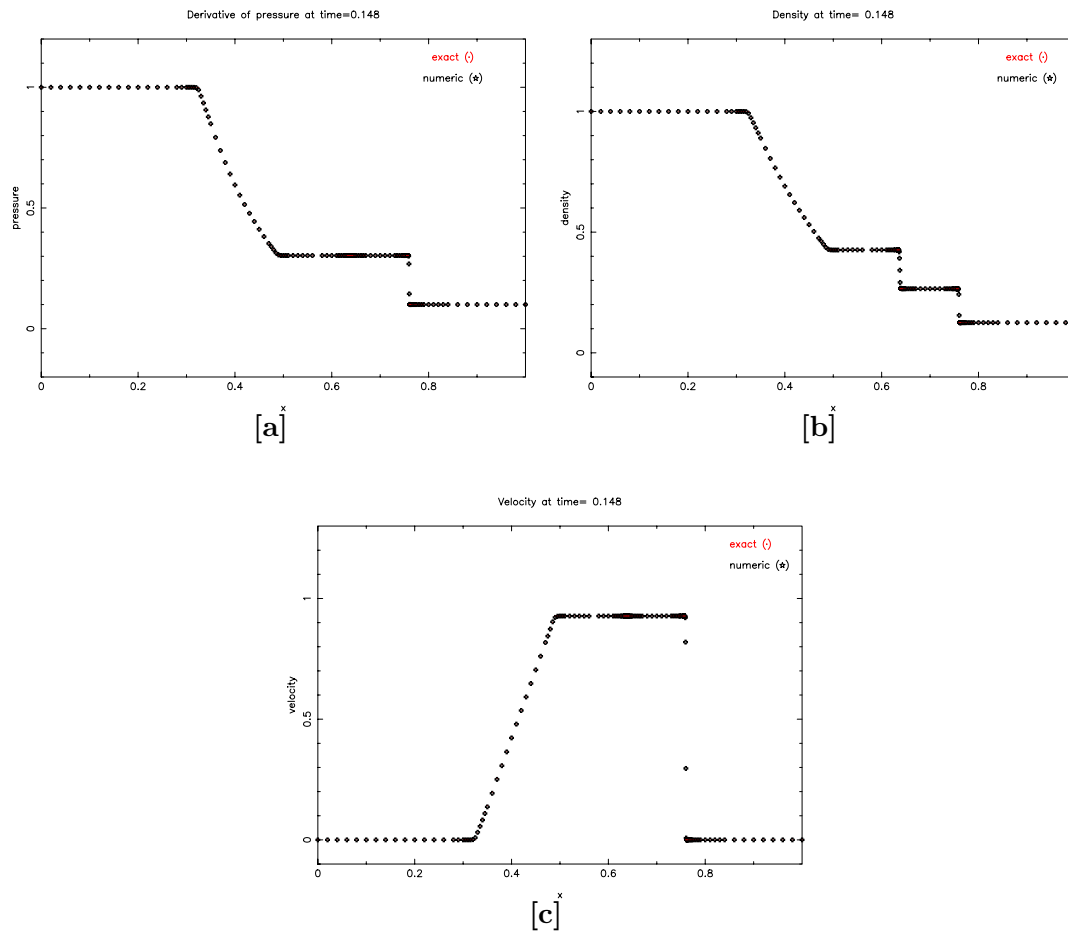 Derivative of pressure at time=0.148
exact (·)
numeric (☆)
pressure
1
0.5
0
0 0.2 0.4 0.6 0.8
x
[a]
Density at time= 0.148
exact (·)
numeric (☆)
density
1
0.5
0
0 0.2 0.4 0.6 0.8
x
[b]
Velocity at time= 0.148
exact (·)
numeric (☆)
velocity
1
0.5
0
0 0.2 0.4 0.6 0.8
x
[c]